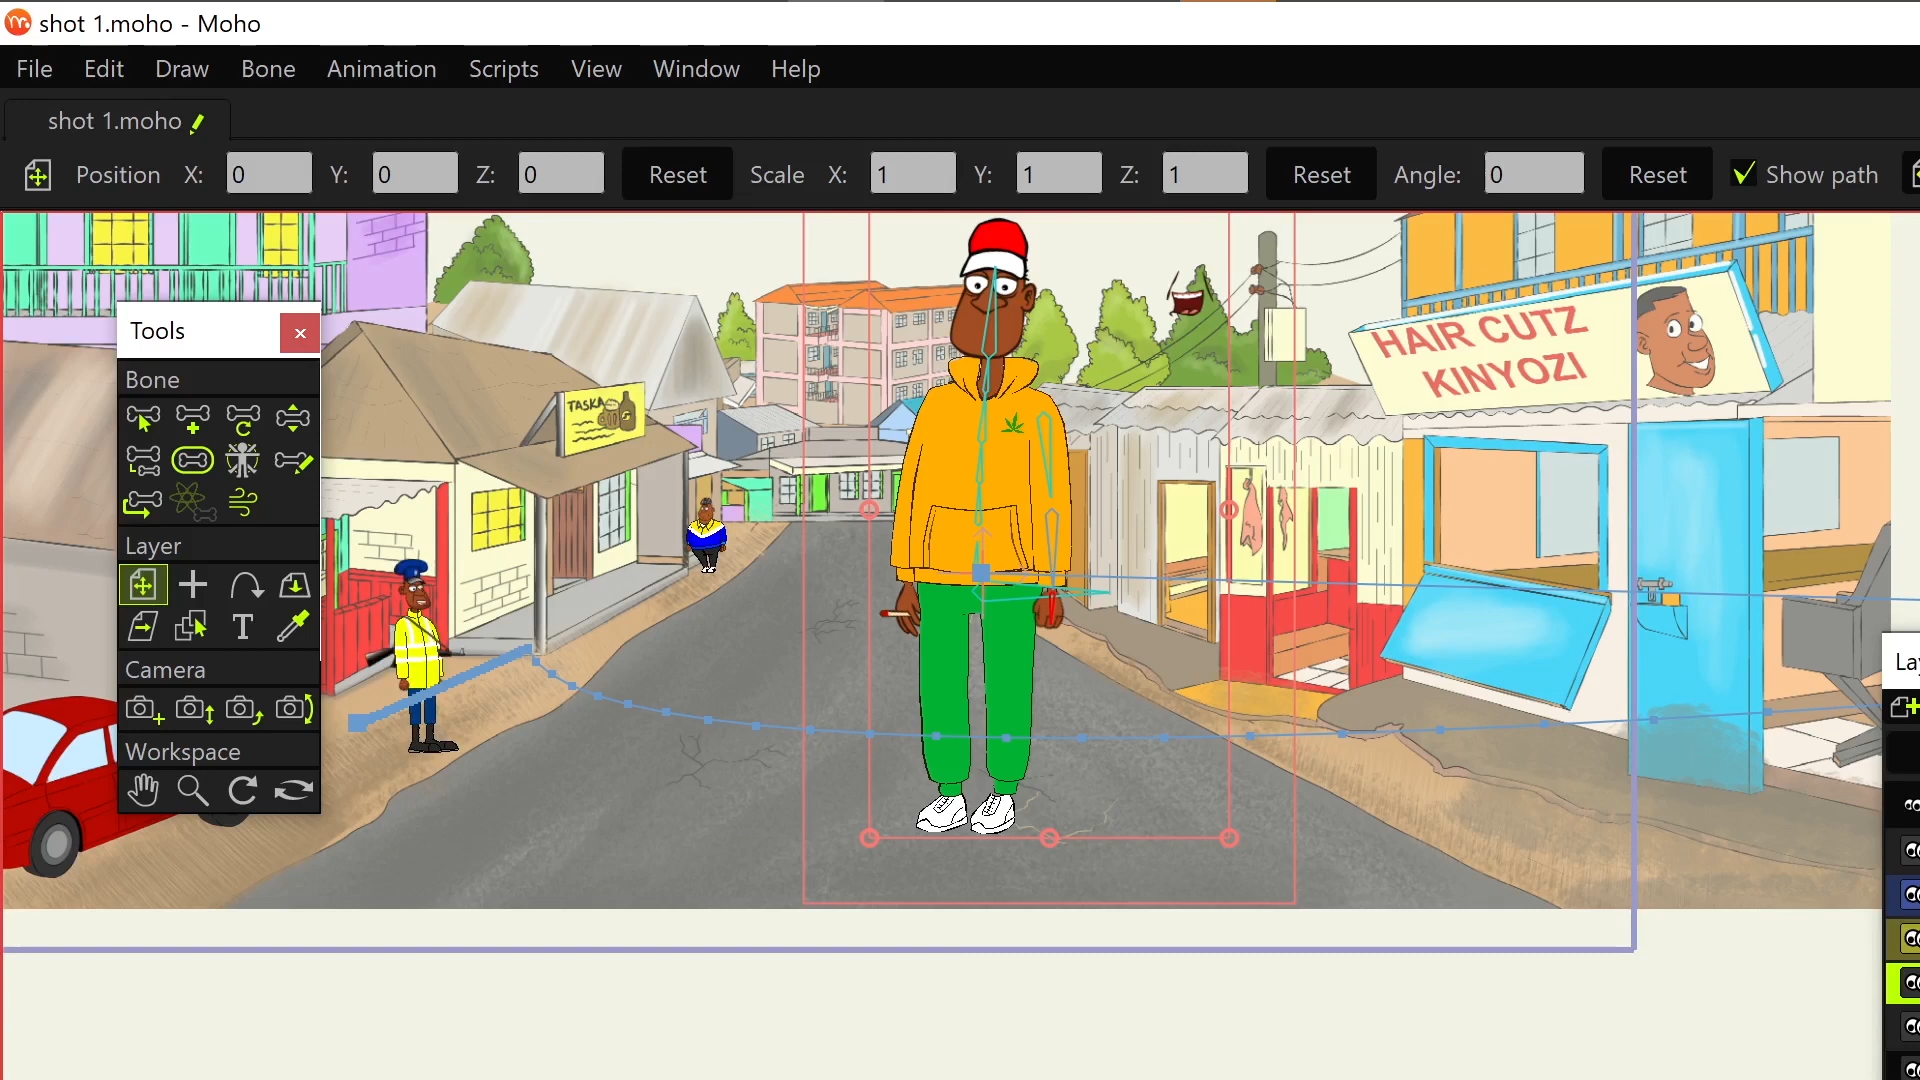 shot 1.moho - Moho
File Edit Draw Bone Animation Scripts View Window Help
shot 1.moho
Position X: 0 Y: 0 Z: 0 Reset Scale X: 1 Y: 1 Z: 1 Reset Angle: 0 Reset Show path
Tools
Bone
Layer
T
Camera
Workspace
TASKA
HAIR CUTZ
KINYOZI